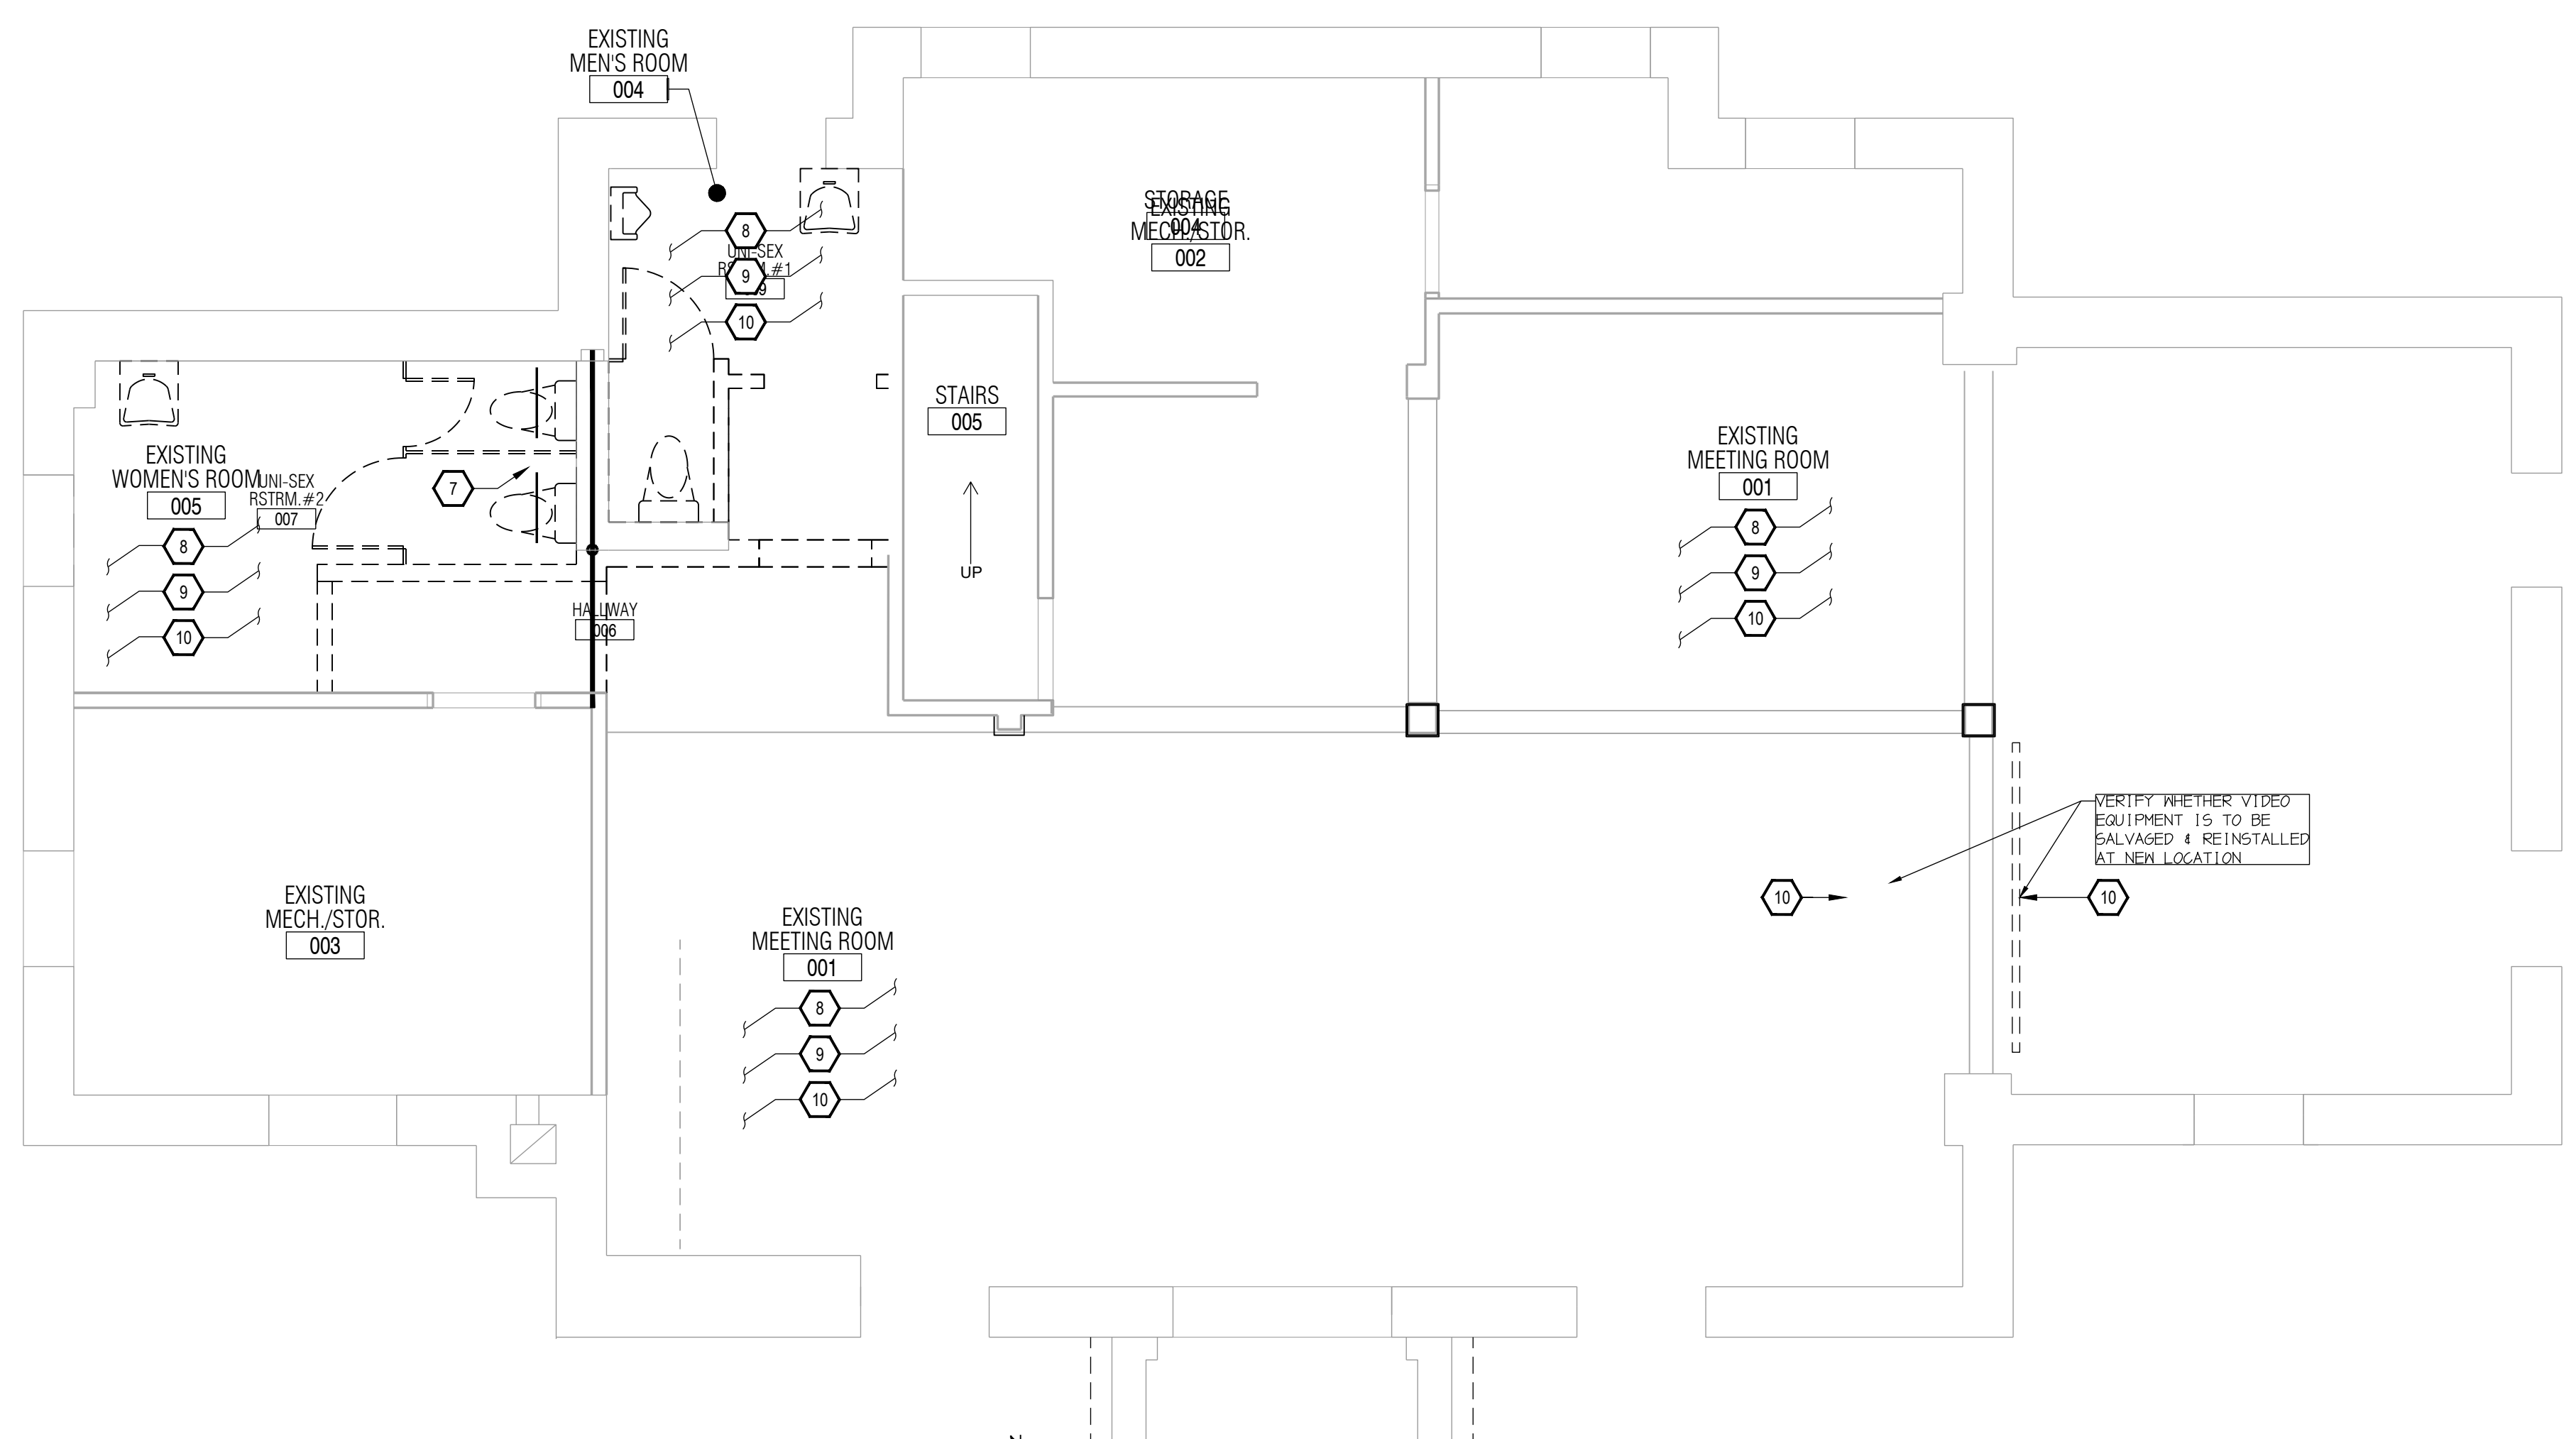 EXISTING
MEN'S ROOM
004
8
UNI-SEX
9
10
STORAGE
004
EXISTING
MECH./STOR.
002
STAIRS
005
UP
EXISTING
MEETING ROOM
001
8
9
10
EXISTING
WOMEN'S ROOM
005
UNI-SEX
RSTRM.#2
007
7
8
9
10
HALLWAY
006
VERIFY WHETHER VIDEO
EQUIPMENT IS TO BE
SALVAGED & REINSTALLED
AT NEW LOCATION
10
10
EXISTING
MECH./STOR.
003
EXISTING
MEETING ROOM
001
8
9
10